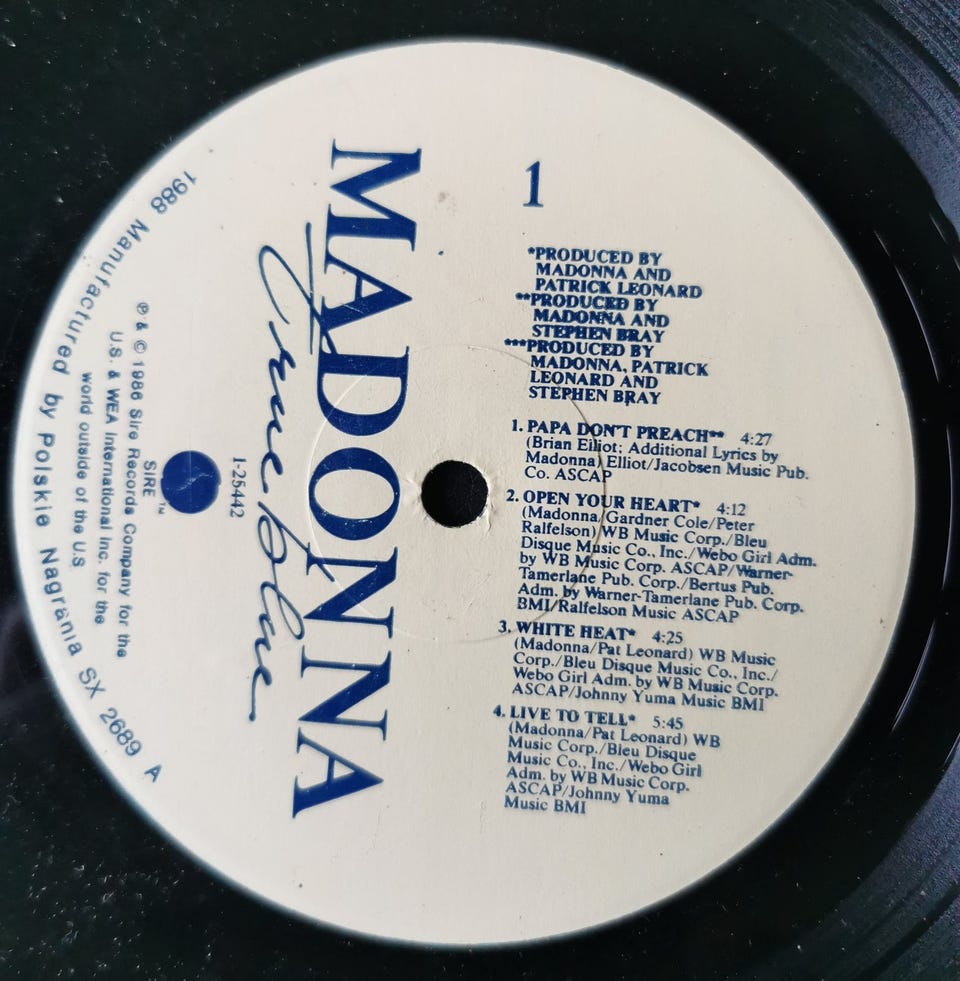 MADONNA
True Blue
1
*PRODUCED BY
MADONNA AND
PATRICK LEONARD
**PRODUCED BY
MADONNA AND
STEPHEN BRAY
***PRODUCED BY
MADONNA, PATRICK
LEONARD AND
STEPHEN BRAY
1. PAPA DON'T PREACH** 4:27
(Brian Elliot; Additional Lyrics by
Madonna) Elliot/Jacobsen Music Pub.
Co. ASCAP
2. OPEN YOUR HEART* 4:12
(Madonna/Gardner Cole/Peter
Ralfelson) WB Music Corp./Bleu
Disque Music Co., Inc./Webo Girl Adm.
by WB Music Corp. ASCAP/Warner-
Tamerlane Pub. Corp./Bertus Pub.
Adm. by Warner-Tamerlane Pub. Corp.
BMI/Ralfelson Music ASCAP
3. WHITE HEAT* 4:25
(Madonna/Pat Leonard) WB Music
Corp./Bleu Disque Music Co., Inc./
Webo Girl Adm. by WB Music Corp.
ASCAP/Johnny Yuma Music BMI
4. LIVE TO TELL* 5:45
(Madonna/Pat Leonard) WB
Music Corp./Bleu Disque
Music Co., Inc./Webo Girl
Adm. by WB Music Corp.
ASCAP/Johnny Yuma
Music BMI
1-25442
SIRE™
℗ & © 1986 Sire Records Company for the
U.S. & WEA International Inc. for the
world outside of the U.S
1988 Manufactured by Polskie Nagrania SX 2689 A